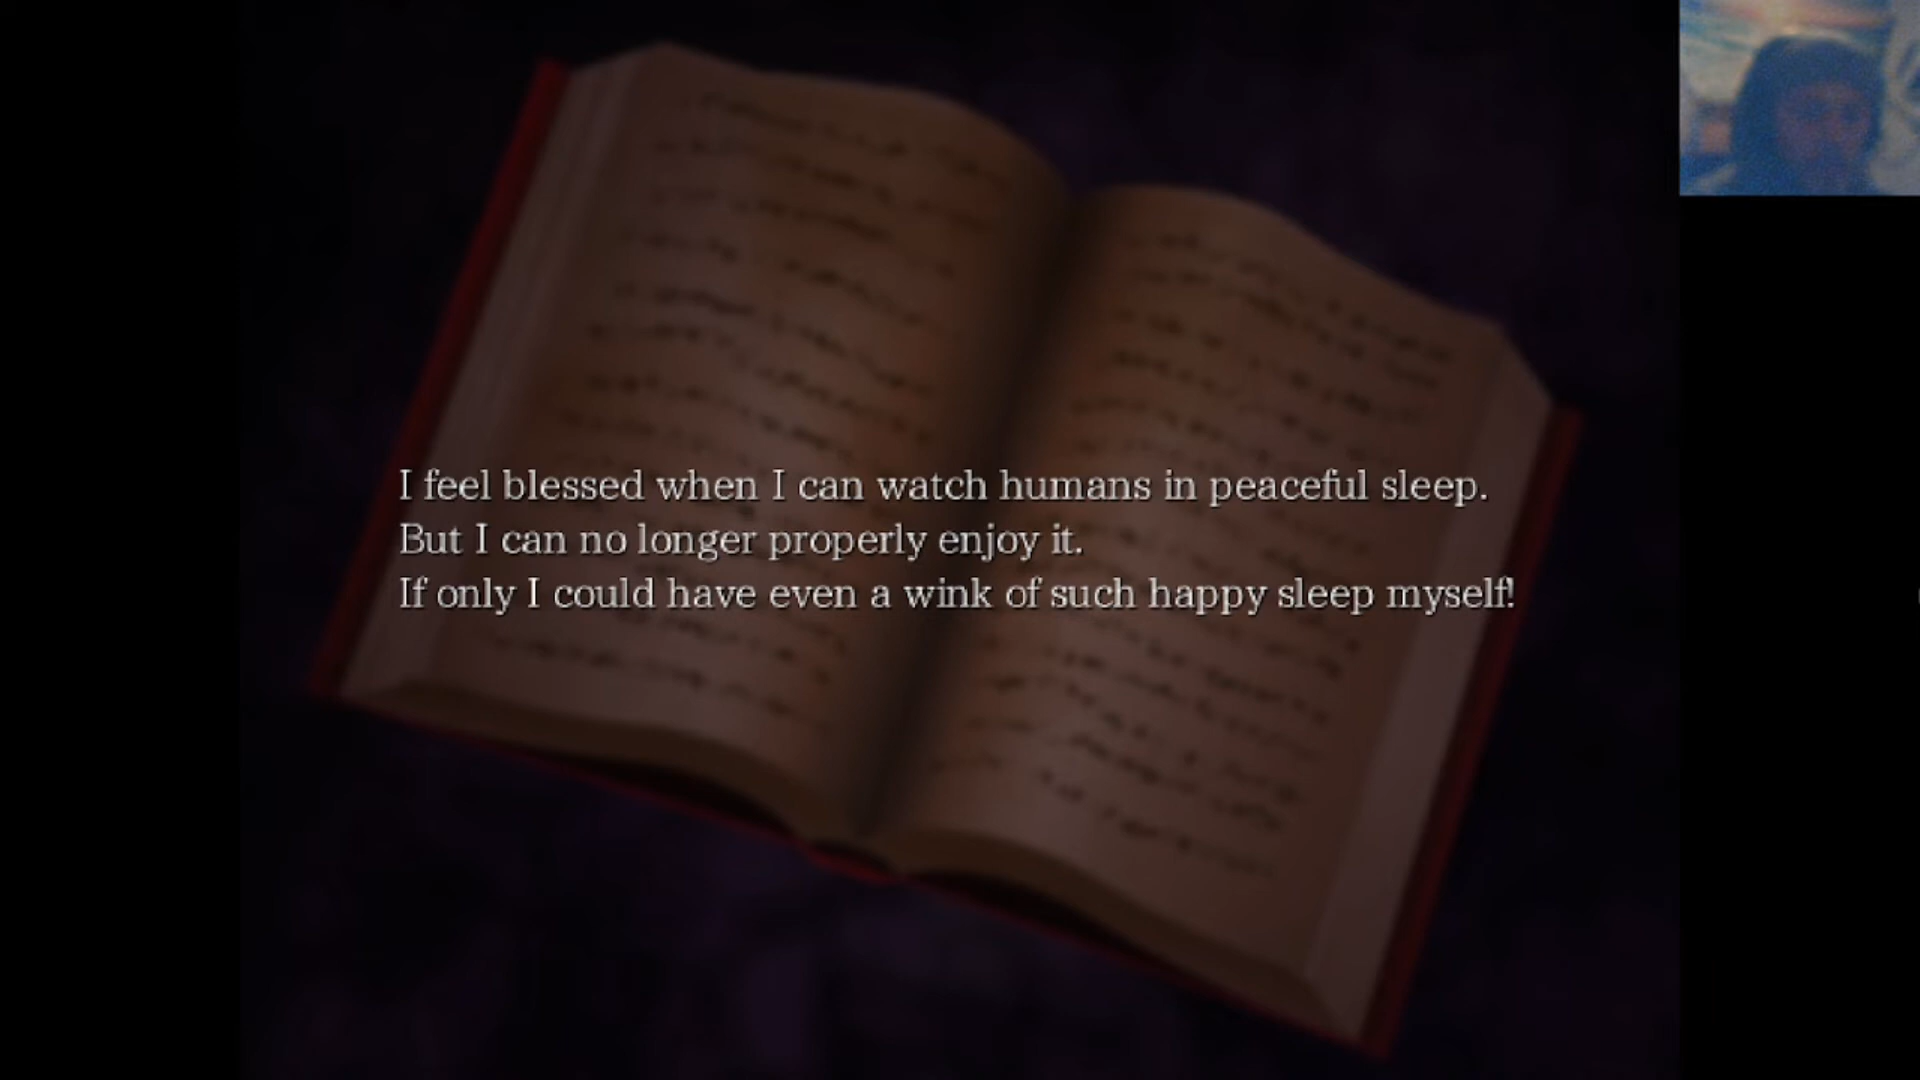 I feel blessed when I can watch humans in peaceful sleep.
But I can no longer properly enjoy it.
If only I could have even a wink of such happy sleep myself!